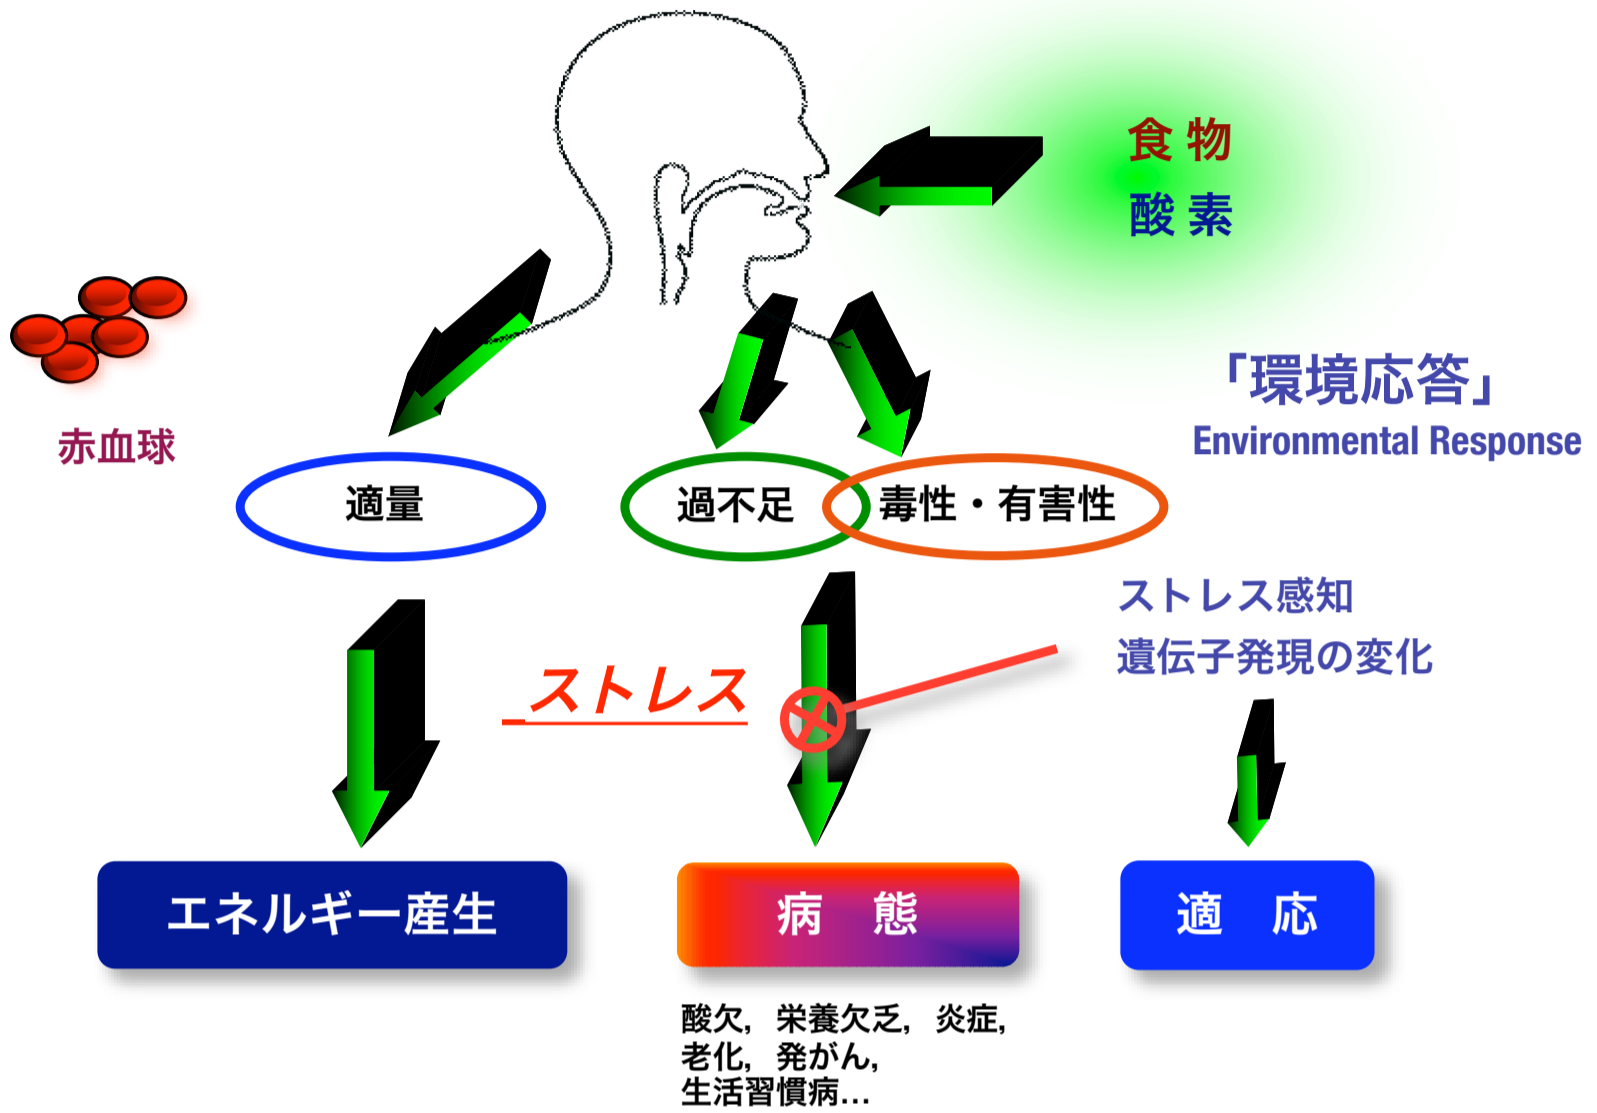 食物
酸素
「環境応答」
Environmental Response
赤血球
適量
過不足
毒性・有害性
ストレス感知
遺伝子発現の変化
_ストレス
エネルギー産生
病　態
適　応
酸欠, 栄養欠乏, 炎症,
老化, 発がん,
生活習慣病...